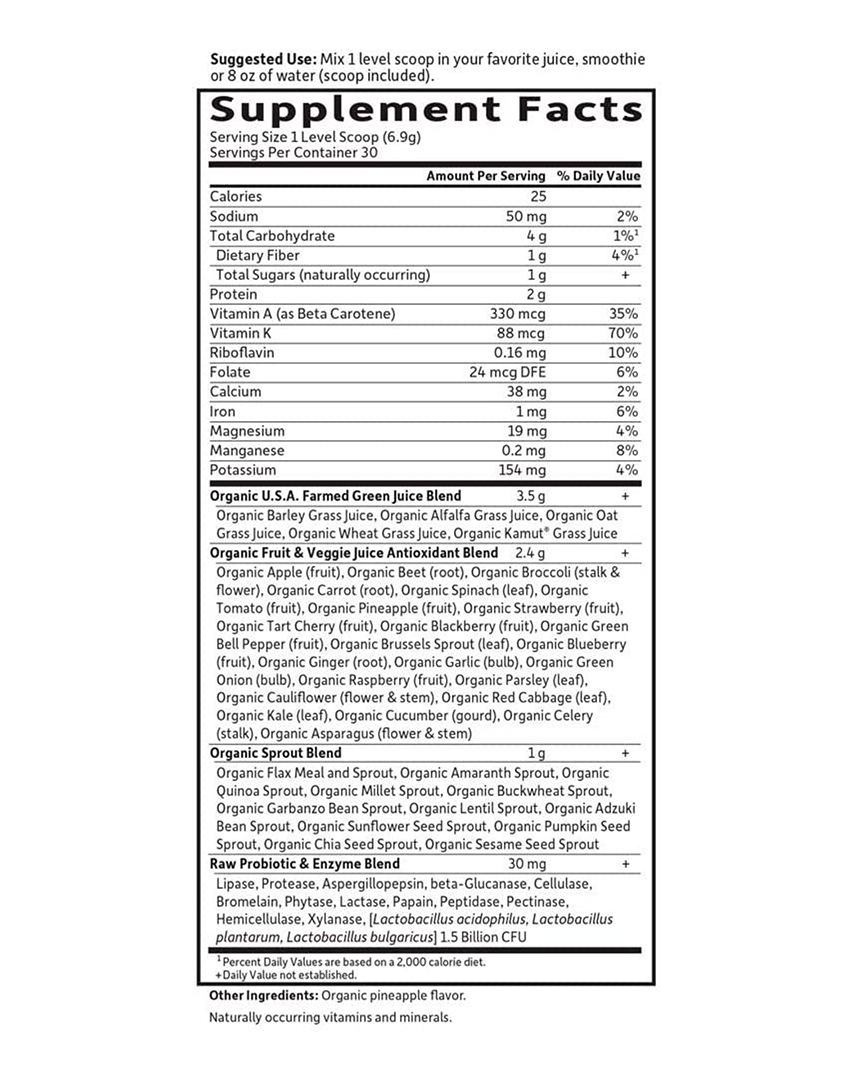 Suggested Use: Mix 1 level scoop in your favorite juice, smoothie
or 8 oz of water (scoop included).
Supplement Facts
Serving Size 1 Level Scoop (6.9g)
Servings Per Container 30
Amount Per Serving % Daily Value
Calories 25
Sodium 50 mg 2%
Total Carbohydrate 4 g 1%¹
Dietary Fiber 1 g 4%¹
Total Sugars (naturally occurring) 1 g +
Protein 2 g
Vitamin A (as Beta Carotene) 330 mcg 35%
Vitamin K 88 mcg 70%
Riboflavin 0.16 mg 10%
Folate 24 mcg DFE 6%
Calcium 38 mg 2%
Iron 1 mg 6%
Magnesium 19 mg 4%
Manganese 0.2 mg 8%
Potassium 154 mg 4%
Organic U.S.A. Farmed Green Juice Blend 3.5 g +
Organic Barley Grass Juice, Organic Alfalfa Grass Juice, Organic Oat
Grass Juice, Organic Wheat Grass Juice, Organic Kamut® Grass Juice
Organic Fruit & Veggie Juice Antioxidant Blend 2.4 g +
Organic Apple (fruit), Organic Beet (root), Organic Broccoli (stalk &
flower), Organic Carrot (root), Organic Spinach (leaf), Organic
Tomato (fruit), Organic Pineapple (fruit), Organic Strawberry (fruit),
Organic Tart Cherry (fruit), Organic Blackberry (fruit), Organic Green
Bell Pepper (fruit), Organic Brussels Sprout (leaf), Organic Blueberry
(fruit), Organic Ginger (root), Organic Garlic (bulb), Organic Green
Onion (bulb), Organic Raspberry (fruit), Organic Parsley (leaf),
Organic Cauliflower (flower & stem), Organic Red Cabbage (leaf),
Organic Kale (leaf), Organic Cucumber (gourd), Organic Celery
(stalk), Organic Asparagus (flower & stem)
Organic Sprout Blend 1 g +
Organic Flax Meal and Sprout, Organic Amaranth Sprout, Organic
Quinoa Sprout, Organic Millet Sprout, Organic Buckwheat Sprout,
Organic Garbanzo Bean Sprout, Organic Lentil Sprout, Organic Adzuki
Bean Sprout, Organic Sunflower Seed Sprout, Organic Pumpkin Seed
Sprout, Organic Chia Seed Sprout, Organic Sesame Seed Sprout
Raw Probiotic & Enzyme Blend 30 mg +
Lipase, Protease, Aspergillopepsin, beta-Glucanase, Cellulase,
Bromelain, Phytase, Lactase, Papain, Peptidase, Pectinase,
Hemicellulase, Xylanase, [Lactobacillus acidophilus, Lactobacillus
plantarum, Lactobacillus bulgaricus] 1.5 Billion CFU
¹ Percent Daily Values are based on a 2,000 calorie diet.
+ Daily Value not established.
Other Ingredients: Organic pineapple flavor.
Naturally occurring vitamins and minerals.